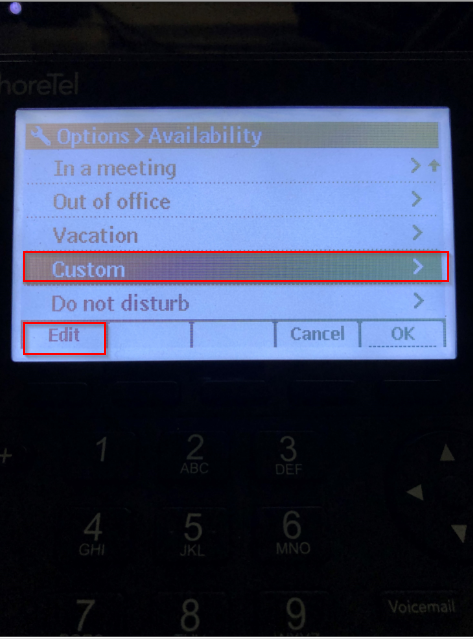 horeTel
Options > Availability
In a meeting >
Out of office >
Vacation >
Custom >
Do not disturb >
Edit Cancel OK
+ 1 2 3
ABC DEF
4 5 6
GHI JKL MNO
7 8 9
Voicemail